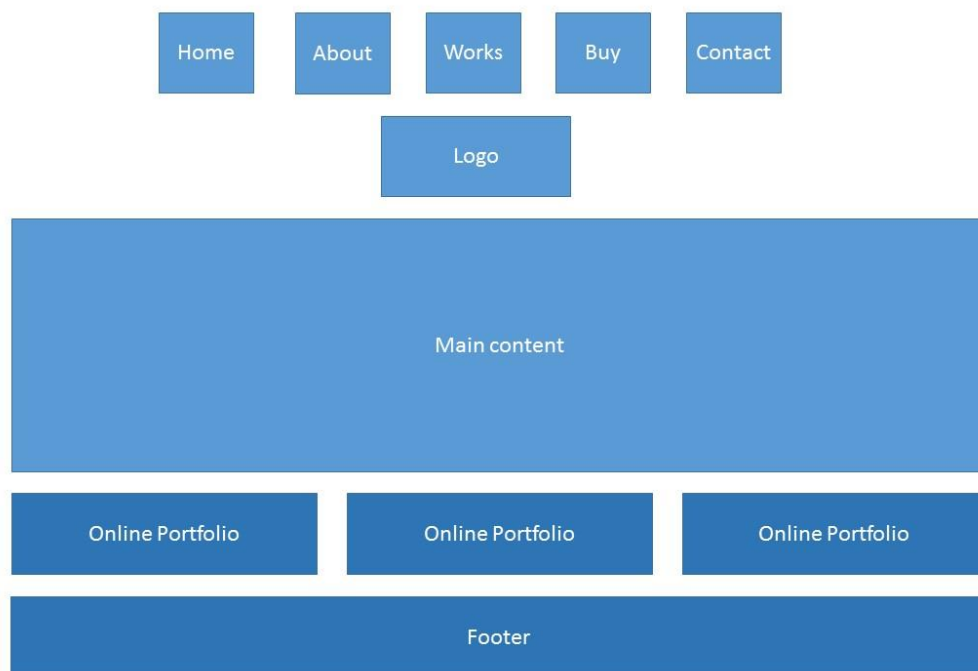 Home
About
Works
Buy
Contact
Logo
Main content
Online Portfolio
Online Portfolio
Online Portfolio
Footer